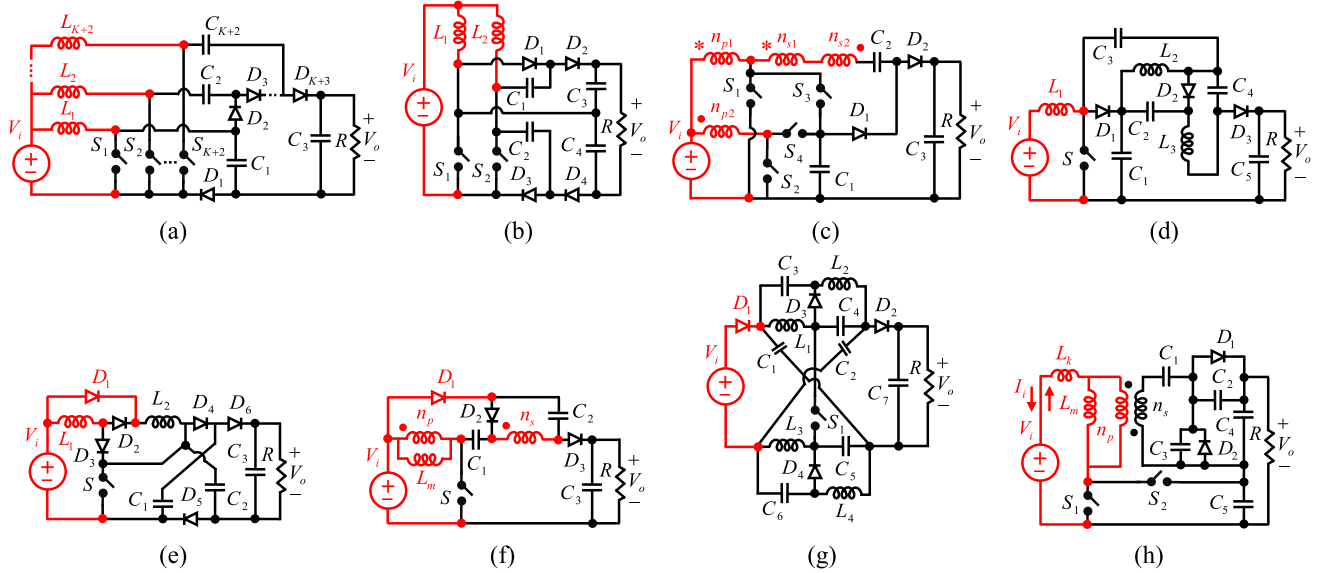 L_{K+2} C_{K+2}
L_2 C_2 D_3 D_{K+3}
L_1 D_2
V_i S_1 S_2 S_{K+2} C_1 C_3 R + V_o −
D_1
(a)
L_1 L_2
D_1 D_2
V_i C_1 C_3
C_2 R + V_o −
S_1 S_2 C_4
D_3 D_4
(b)
* n_{p1} * n_{s1} n_{s2} C_2 D_2
S_1 S_3
V_i n_{p2} D_1 R + V_o −
S_4 C_3
S_2 C_1
(c)
C_3 L_2
L_1 D_2 C_4
V_i D_1 C_2 D_3
S L_3 R + V_o −
C_1 C_5
(d)
D_1
V_i L_1 D_2 L_2 D_4 D_6
D_3 C_3 R + V_o −
S C_1 D_5 C_2
(e)
D_1
n_p D_2 n_s C_2
V_i L_m C_1 D_3
S C_3 R + V_o −
(f)
C_3 L_2
D_1 D_3 C_4 D_2
V_i L_1 R
C_1 C_2 C_7 + V_o −
L_3 S_1
D_4 C_5
C_6 L_4
(g)
L_k D_1
I_i C_1
L_m n_s C_2
V_i n_p C_4 R + V_o −
C_3 D_2
S_1 S_2 C_5
(h)